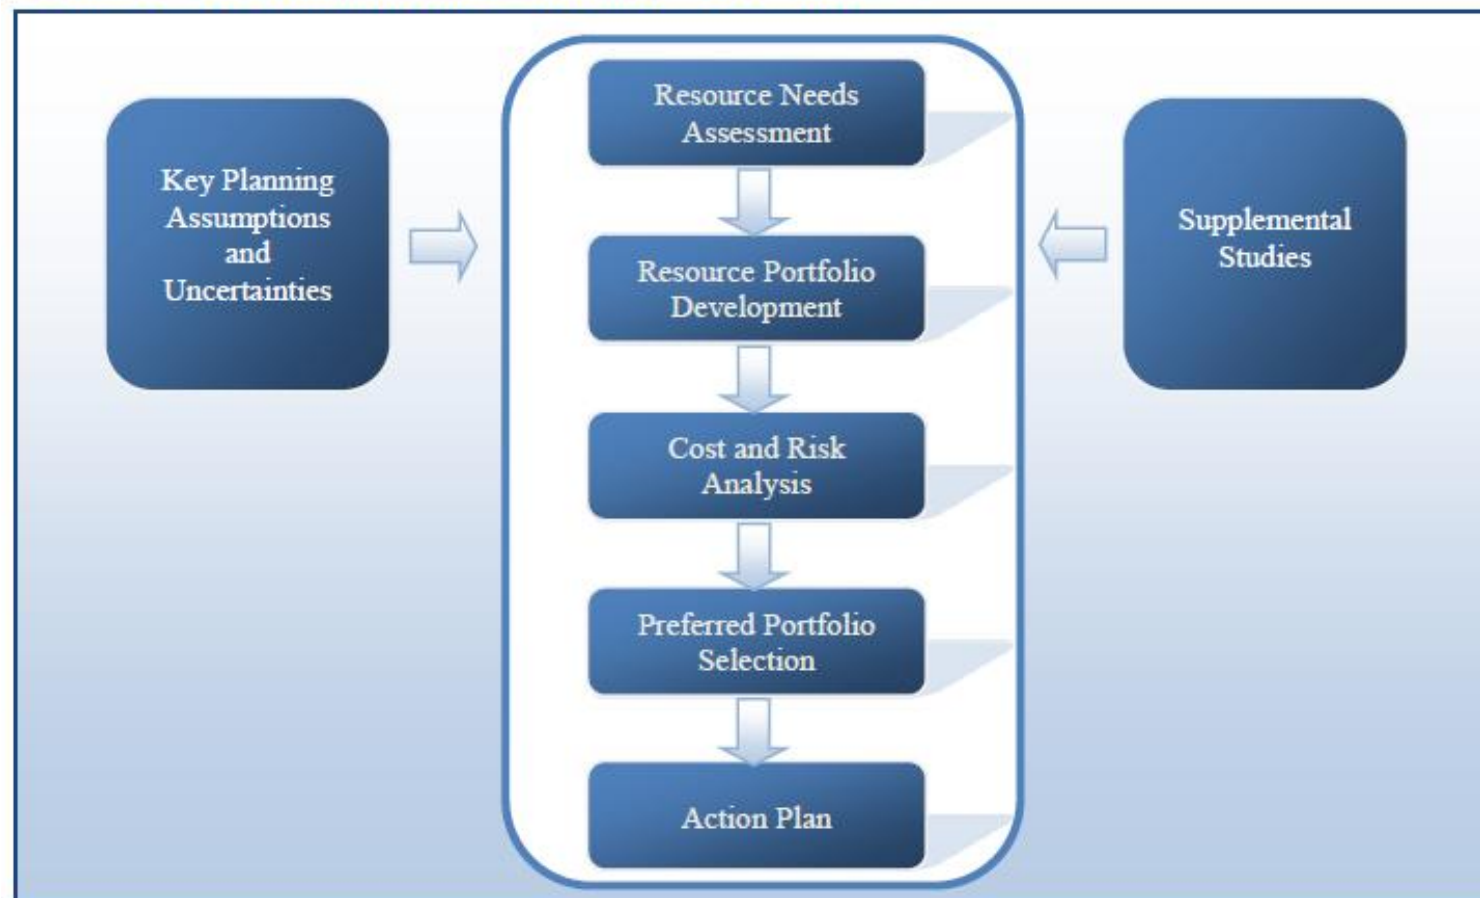 Key Planning
Assumptions
and
Uncertainties
Resource Needs
Assessment
Resource Portfolio
Development
Cost and Risk
Analysis
Preferred Portfolio
Selection
Action Plan
Supplemental
Studies